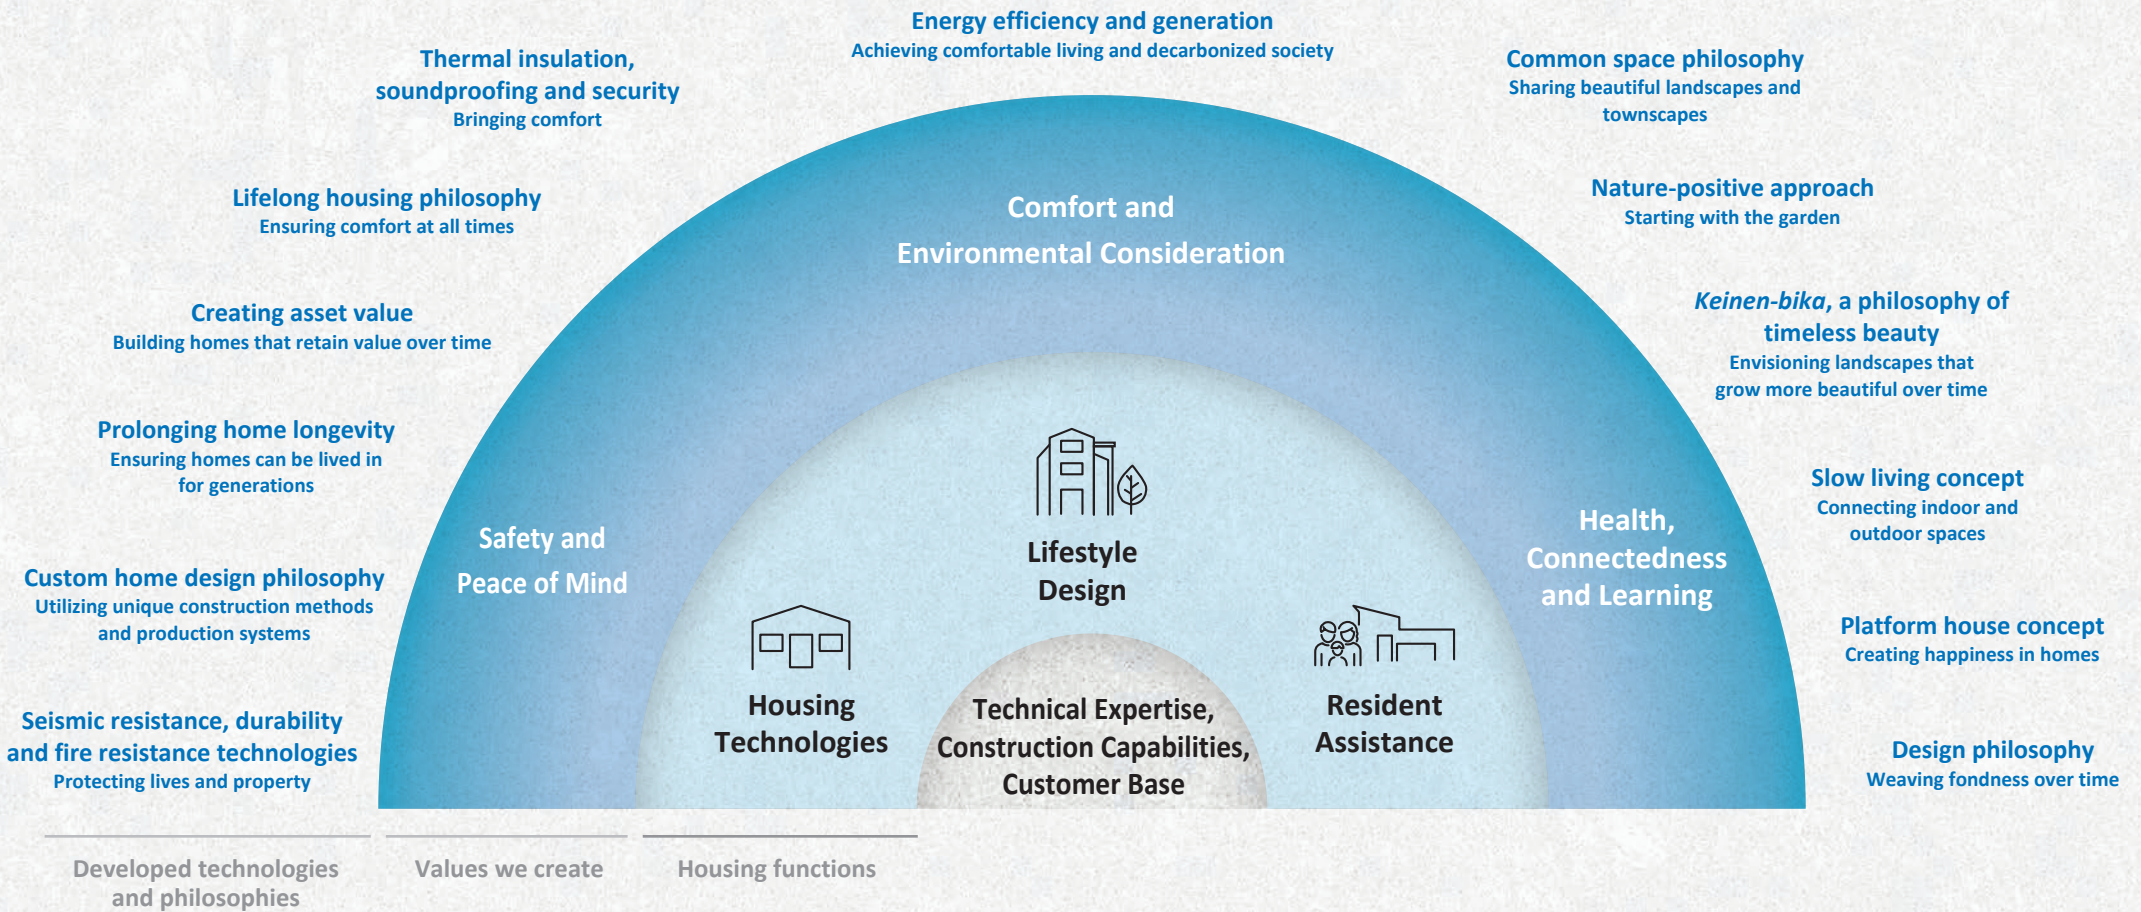 Energy efficiency and generation
Achieving comfortable living and decarbonized society
Thermal insulation,
soundproofing and security
Bringing comfort
Common space philosophy
Sharing beautiful landscapes and
townscapes
Lifelong housing philosophy
Ensuring comfort at all times
Nature-positive approach
Starting with the garden
Creating asset value
Building homes that retain value over time
Keinen-bika, a philosophy of
timeless beauty
Envisioning landscapes that
grow more beautiful over time
Prolonging home longevity
Ensuring homes can be lived in
for generations
Slow living concept
Connecting indoor and
outdoor spaces
Custom home design philosophy
Utilizing unique construction methods
and production systems
Platform house concept
Creating happiness in homes
Seismic resistance, durability
and fire resistance technologies
Protecting lives and property
Design philosophy
Weaving fondness over time
Comfort and
Environmental Consideration
Safety and
Peace of Mind
Health,
Connectedness
and Learning
Lifestyle
Design
Housing
Technologies
Resident
Assistance
Technical Expertise,
Construction Capabilities,
Customer Base
Developed technologies
and philosophies
Values we create
Housing functions